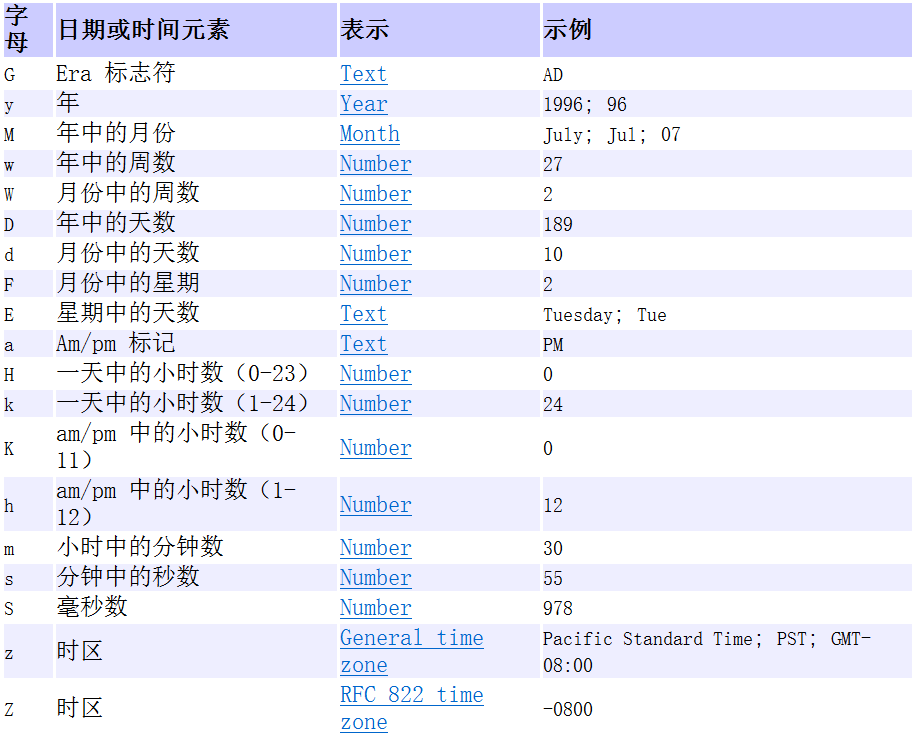 字母 日期或时间元素 表示 示例
G Era 标志符 Text AD
y 年 Year 1996; 96
M 年中的月份 Month July; Jul; 07
w 年中的周数 Number 27
W 月份中的周数 Number 2
D 年中的天数 Number 189
d 月份中的天数 Number 10
F 月份中的星期 Number 2
E 星期中的天数 Text Tuesday; Tue
a Am/pm 标记 Text PM
H 一天中的小时数（0-23） Number 0
k 一天中的小时数（1-24） Number 24
K am/pm 中的小时数（0-
11） Number 0
h am/pm 中的小时数（1-
12） Number 12
m 小时中的分钟数 Number 30
s 分钟中的秒数 Number 55
S 毫秒数 Number 978
z 时区 General time
zone Pacific Standard Time; PST; GMT-
08:00
Z 时区 RFC 822 time
zone -0800